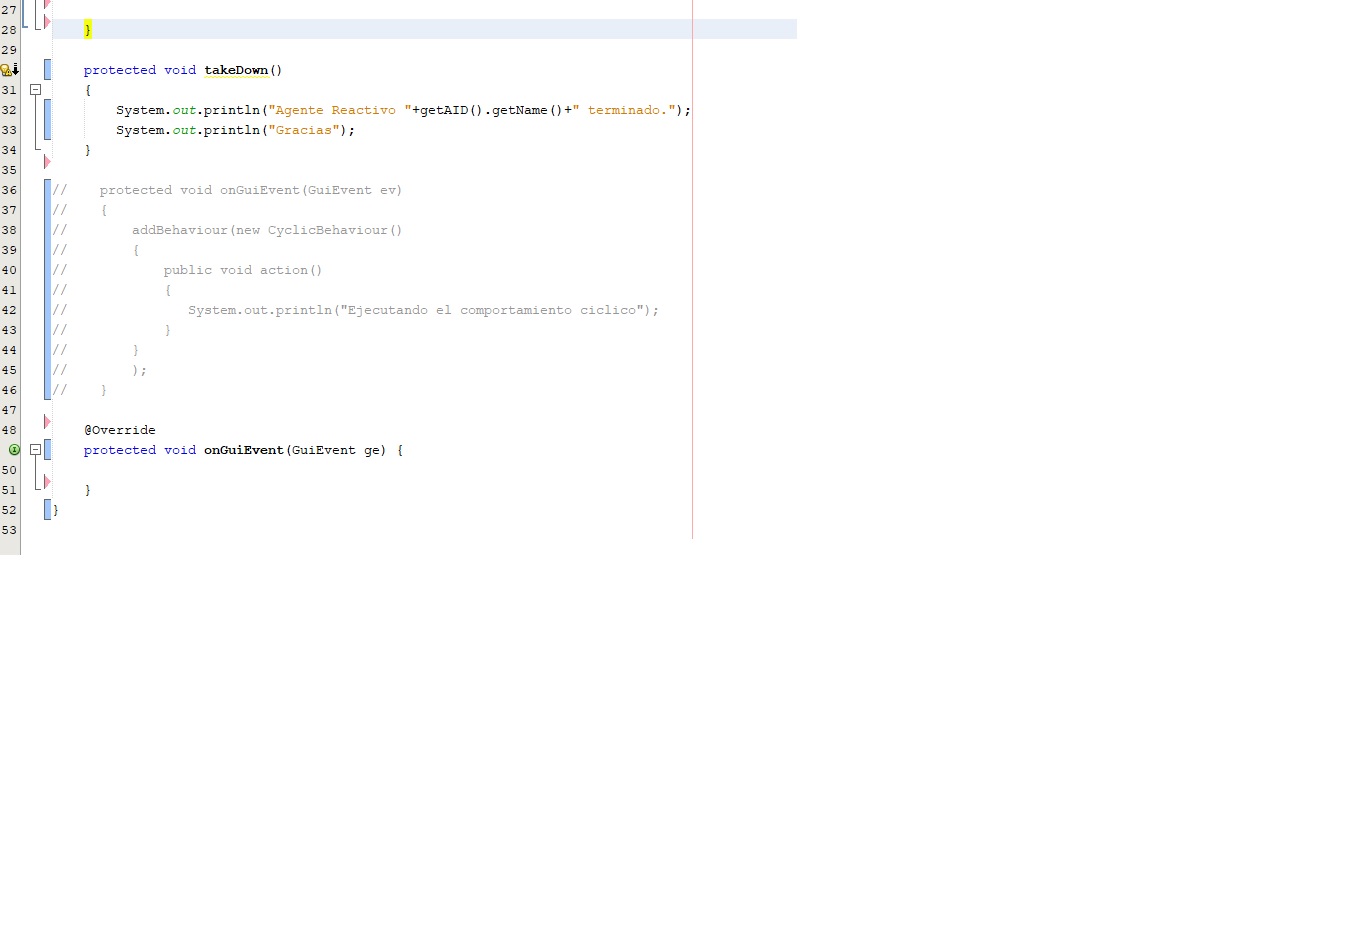 27
28 }
29
protected void takeDown()
31 {
32 System.out.println("Agente Reactivo "+getAID().getName()+" terminado.");
33 System.out.println("Gracias");
34 }
35
36 // protected void onGuiEvent(GuiEvent ev)
37 // {
38 // addBehaviour(new CyclicBehaviour()
39 // {
40 // public void action()
41 // {
42 // System.out.println("Ejecutando el comportamiento ciclico");
43 // }
44 // }
45 // );
46 // }
47
48 @Override
protected void onGuiEvent(GuiEvent ge) {
50
51 }
52 }
53